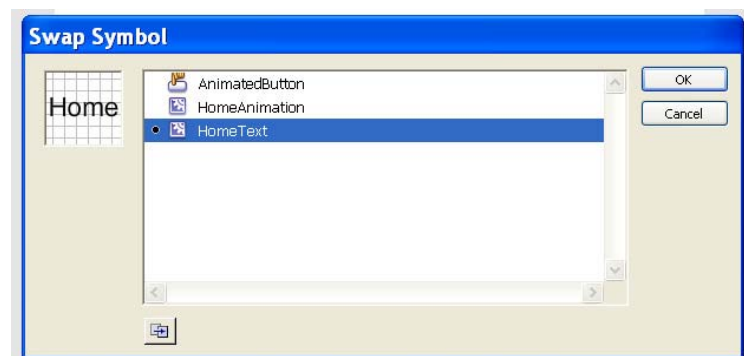 Swap Symbol
Home
AnimatedButton
HomeAnimation
HomeText
OK
Cancel